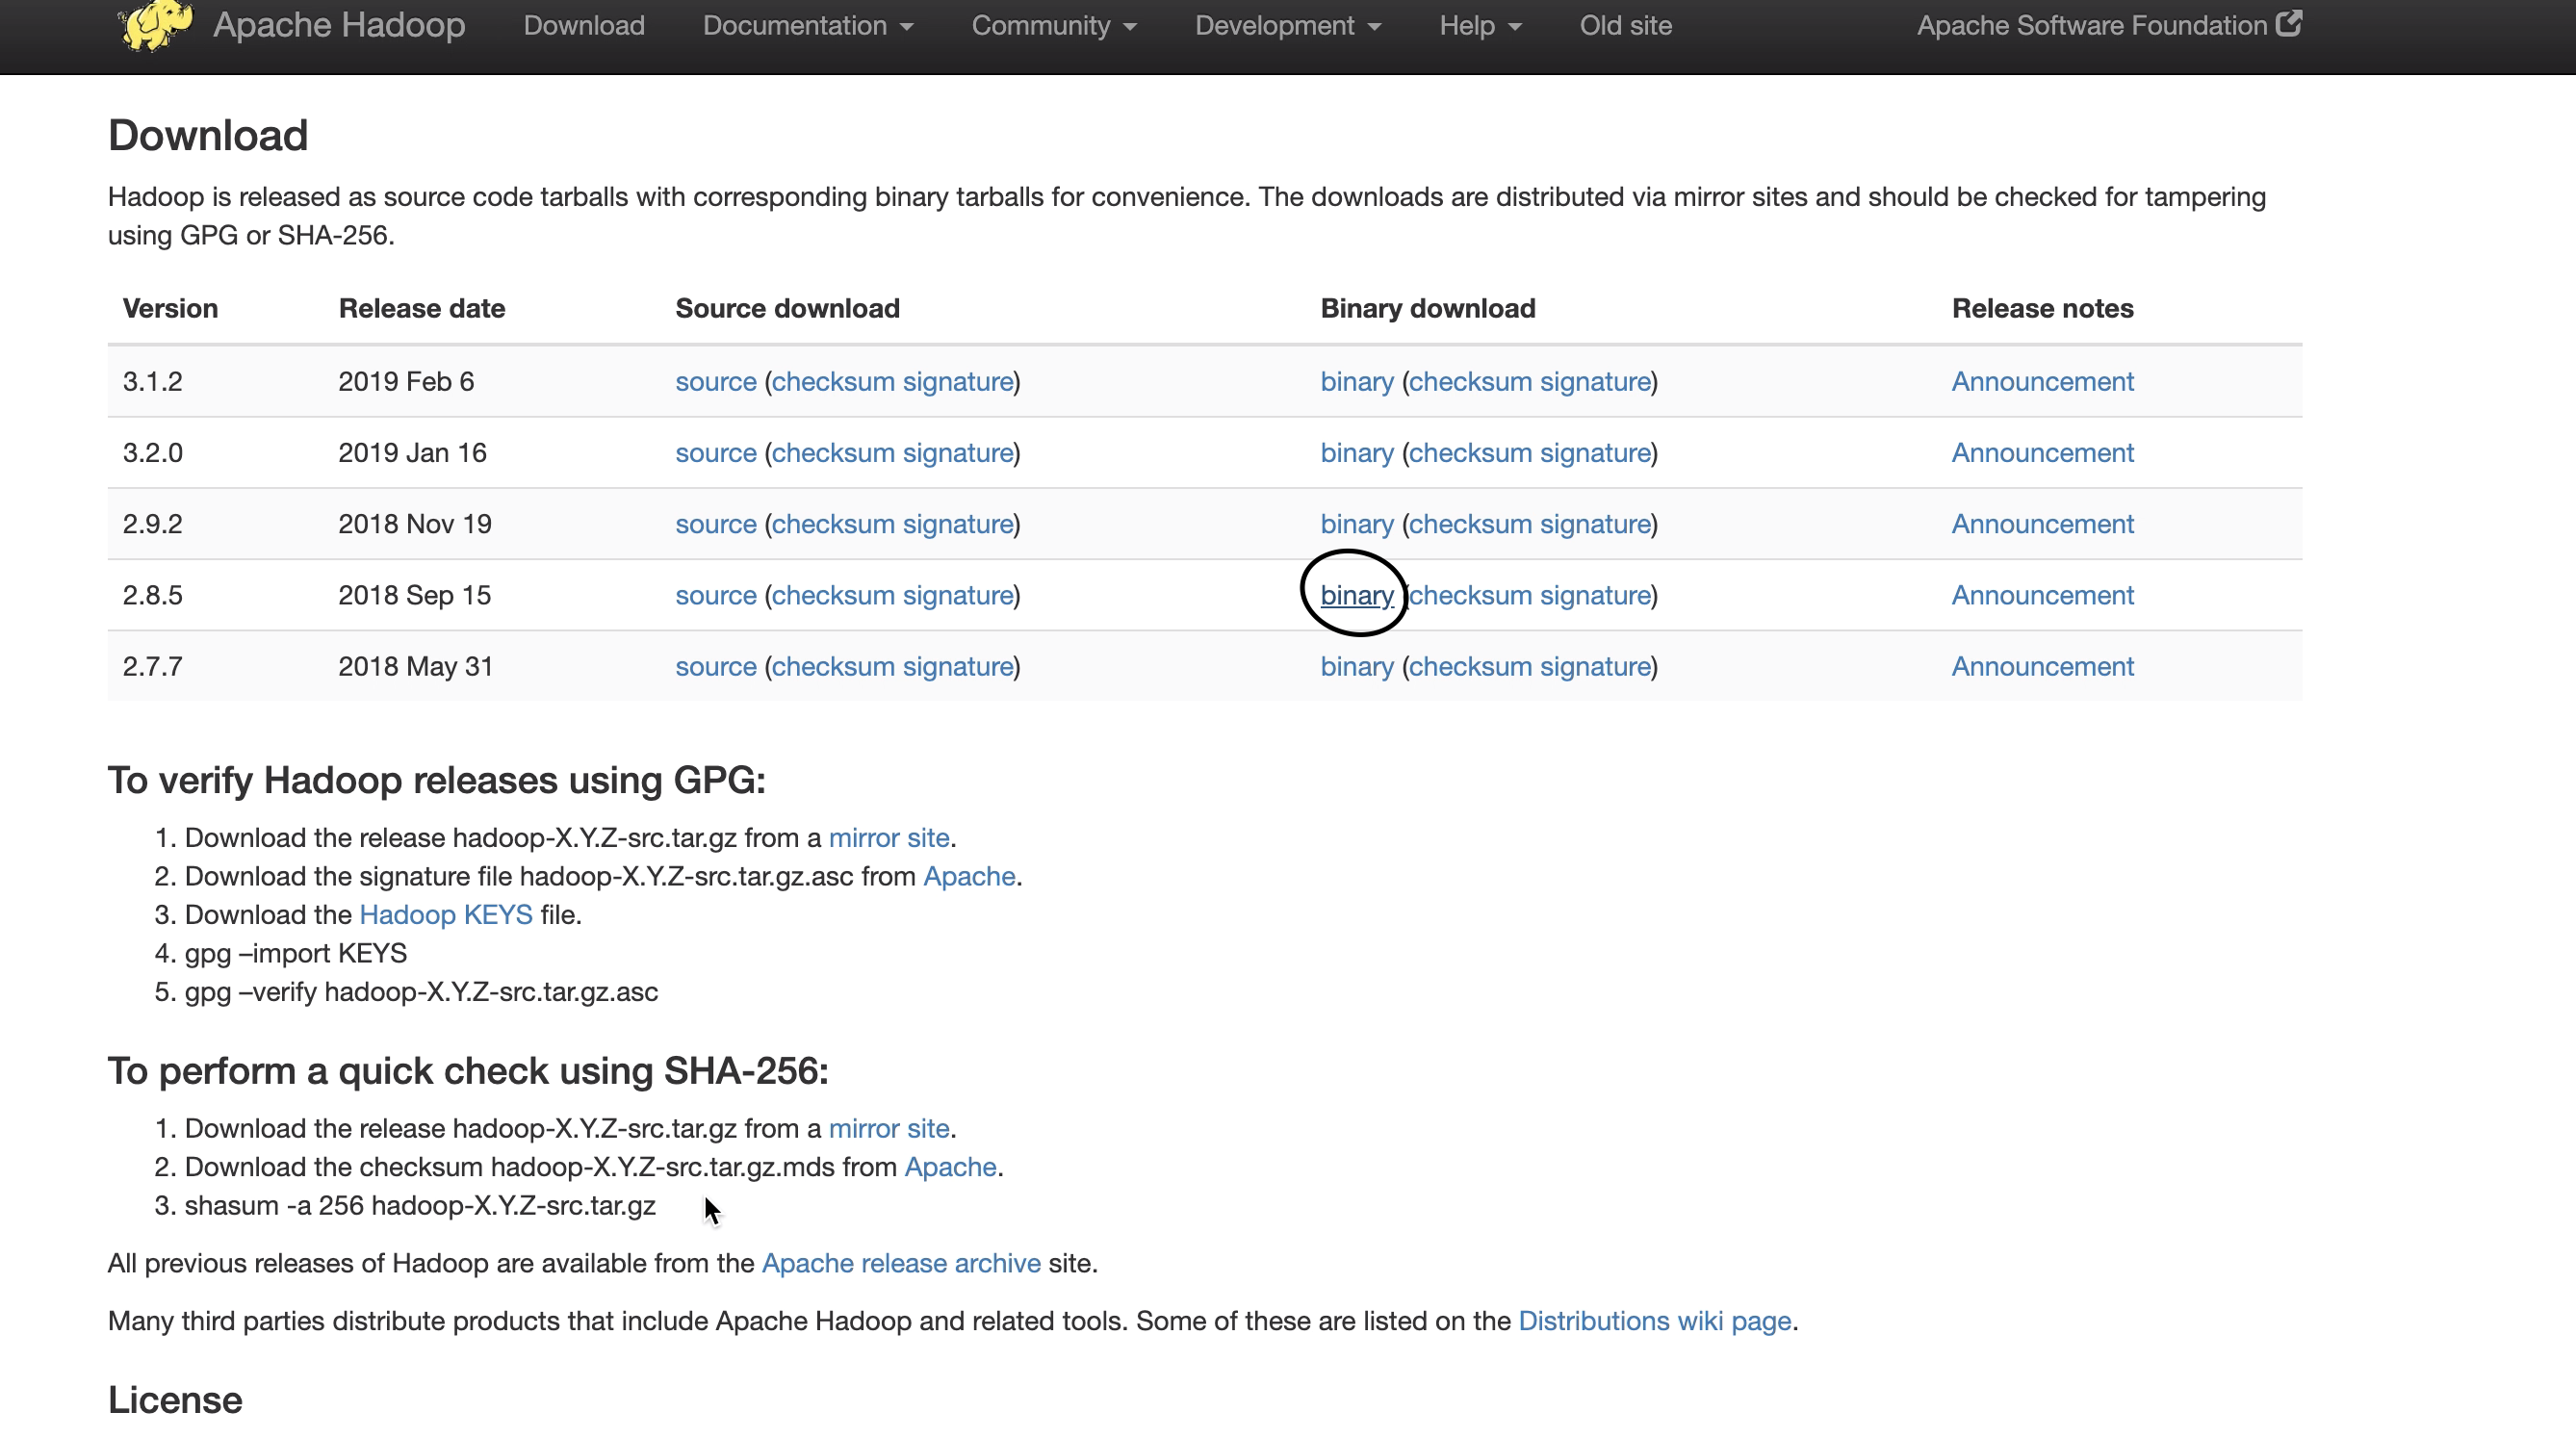 Apache Hadoop Download Documentation Community Development Help Old site Apache Software Foundation
Download
Hadoop is released as source code tarballs with corresponding binary tarballs for convenience. The downloads are distributed via mirror sites and should be checked for tampering
using GPG or SHA-256.
Version Release date Source download Binary download Release notes
3.1.2 2019 Feb 6 source (checksum signature) binary (checksum signature) Announcement
3.2.0 2019 Jan 16 source (checksum signature) binary (checksum signature) Announcement
2.9.2 2018 Nov 19 source (checksum signature) binary (checksum signature) Announcement
2.8.5 2018 Sep 15 source (checksum signature) binary (checksum signature) Announcement
2.7.7 2018 May 31 source (checksum signature) binary (checksum signature) Announcement
To verify Hadoop releases using GPG:
1. Download the release hadoop-X.Y.Z-src.tar.gz from a mirror site.
2. Download the signature file hadoop-X.Y.Z-src.tar.gz.asc from Apache.
3. Download the Hadoop KEYS file.
4. gpg –import KEYS
5. gpg –verify hadoop-X.Y.Z-src.tar.gz.asc
To perform a quick check using SHA-256:
1. Download the release hadoop-X.Y.Z-src.tar.gz from a mirror site.
2. Download the checksum hadoop-X.Y.Z-src.tar.gz.mds from Apache.
3. shasum -a 256 hadoop-X.Y.Z-src.tar.gz
All previous releases of Hadoop are available from the Apache release archive site.
Many third parties distribute products that include Apache Hadoop and related tools. Some of these are listed on the Distributions wiki page.
License